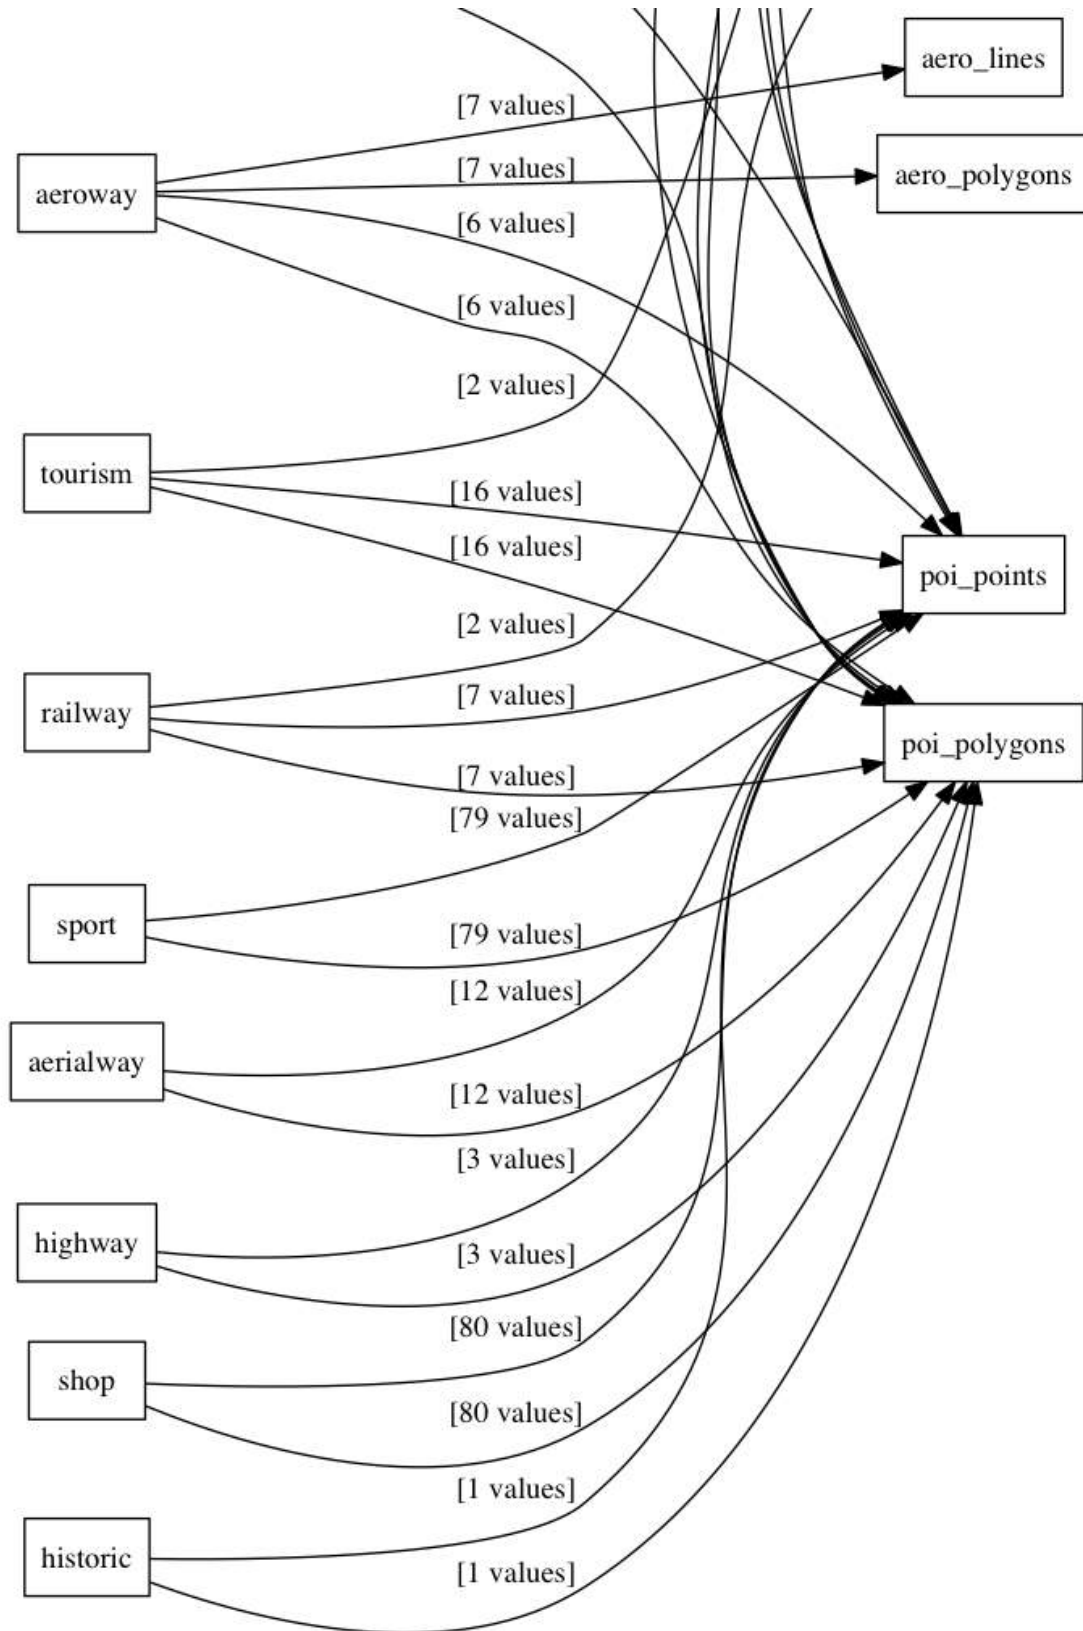 aero_lines
[7 values]
[7 values]
aero_polygons
aeroway
[6 values]
[6 values]
[2 values]
tourism
[16 values]
[16 values]
poi_points
[2 values]
railway
[7 values]
poi_polygons
[7 values]
[79 values]
sport
[79 values]
[12 values]
aerialway
[12 values]
[3 values]
highway
[3 values]
[80 values]
shop
[80 values]
[1 values]
historic
[1 values]